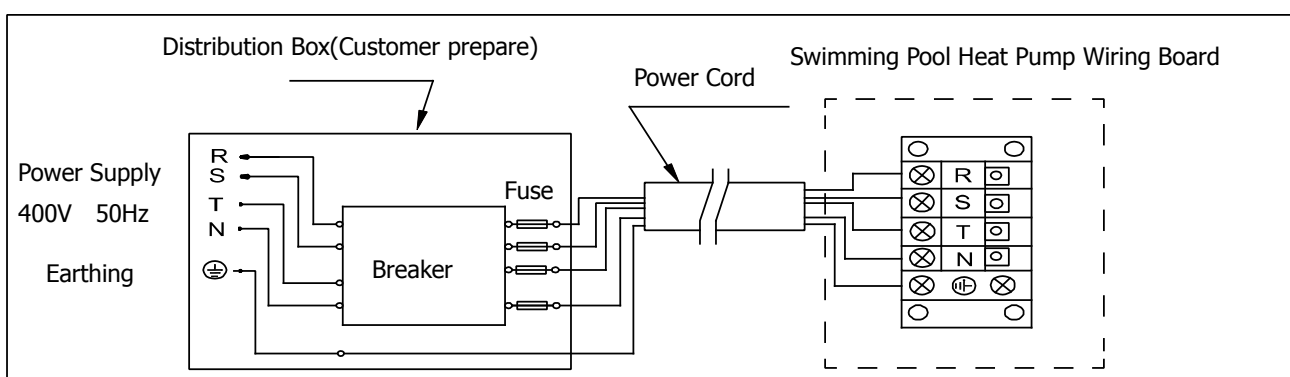 Distribution Box(Customer prepare)
Power Cord
Swimming Pool Heat Pump Wiring Board
Power Supply
400V 50Hz
Earthing
R
S
T
N
Fuse
Breaker
R
S
T
N